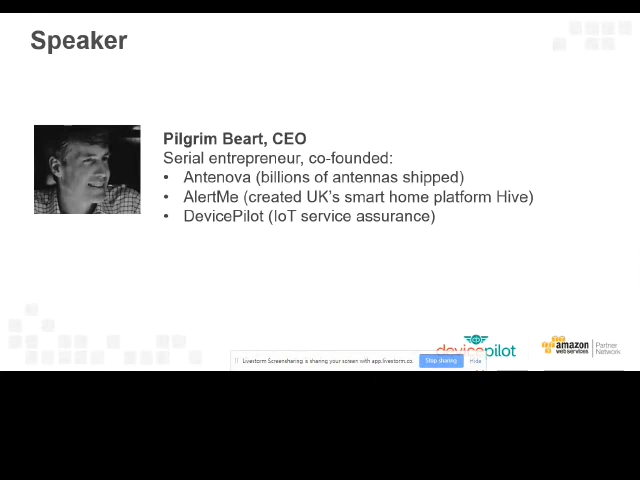 Speaker
Pilgrim Beart, CEO
Serial entrepreneur, co-founded:
• Antenova (billions of antennas shipped)
• AlertMe (created UK's smart home platform Hive)
• DevicePilot (IoT service assurance)
devicepilot
amazon
web services
Partner
Network
Livestorm Screensharing is sharing your screen with app.livestorm.co.
Stop sharing
Hide